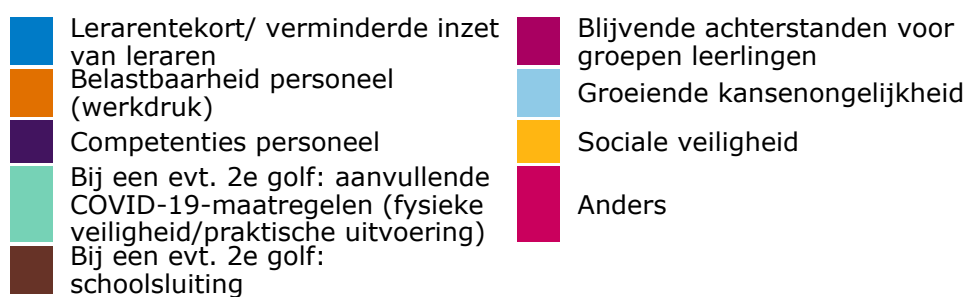 Lerarentekort/ verminderde inzet
van leraren
Belastbaarheid personeel
(werkdruk)
Competenties personeel
Bij een evt. 2e golf: aanvullende
COVID-19-maatregelen (fysieke
veiligheid/praktische uitvoering)
Bij een evt. 2e golf:
schoolsluiting
Blijvende achterstanden voor
groepen leerlingen
Groeiende kansenongelijkheid
Sociale veiligheid
Anders